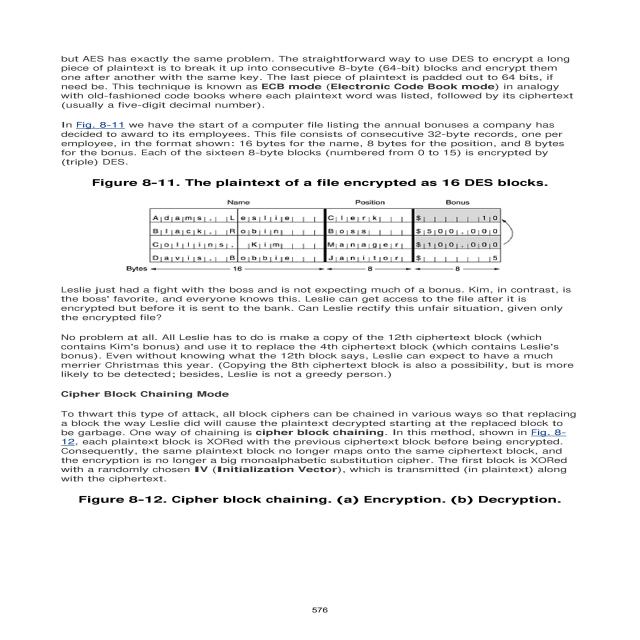 but AES has exactly the same problem. The straightforward way to use DES to encrypt a long
piece of plaintext is to break it up into consecutive 8-byte (64-bit) blocks and encrypt them
one after another with the same key. The last piece of plaintext is padded out to 64 bits, if
need be. This technique is known as ECB mode (Electronic Code Book mode) in analogy
with old-fashioned code books where each plaintext word was listed, followed by its ciphertext
(usually a five-digit decimal number).
In Fig. 8-11 we have the start of a computer file listing the annual bonuses a company has
decided to award to its employees. This file consists of consecutive 32-byte records, one per
employee, in the format shown: 16 bytes for the name, 8 bytes for the position, and 8 bytes
for the bonus. Each of the sixteen 8-byte blocks (numbered from 0 to 15) is encrypted by
(triple) DES.
Figure 8-11. The plaintext of a file encrypted as 16 DES blocks.
Name Position Bonus
Adams, Leslie Clerk $ 10
Black, Robin Boss $500,000
Collins, Kim Manager $100,000
Davis, Bobbie Janitor $ 5
Bytes 16 8 8
Leslie just had a fight with the boss and is not expecting much of a bonus. Kim, in contrast, is
the boss' favorite, and everyone knows this. Leslie can get access to the file after it is
encrypted but before it is sent to the bank. Can Leslie rectify this unfair situation, given only
the encrypted file?
No problem at all. All Leslie has to do is make a copy of the 12th ciphertext block (which
contains Kim's bonus) and use it to replace the 4th ciphertext block (which contains Leslie's
bonus). Even without knowing what the 12th block says, Leslie can expect to have a much
merrier Christmas this year. (Copying the 8th ciphertext block is also a possibility, but is more
likely to be detected; besides, Leslie is not a greedy person.)
Cipher Block Chaining Mode
To thwart this type of attack, all block ciphers can be chained in various ways so that replacing
a block the way Leslie did will cause the plaintext decrypted starting at the replaced block to
be garbage. One way of chaining is cipher block chaining. In this method, shown in Fig. 8-
12, each plaintext block is XORed with the previous ciphertext block before being encrypted.
Consequently, the same plaintext block no longer maps onto the same ciphertext block, and
the encryption is no longer a big monoalphabetic substitution cipher. The first block is XORed
with a randomly chosen IV (Initialization Vector), which is transmitted (in plaintext) along
with the ciphertext.
Figure 8-12. Cipher block chaining. (a) Encryption. (b) Decryption.
576